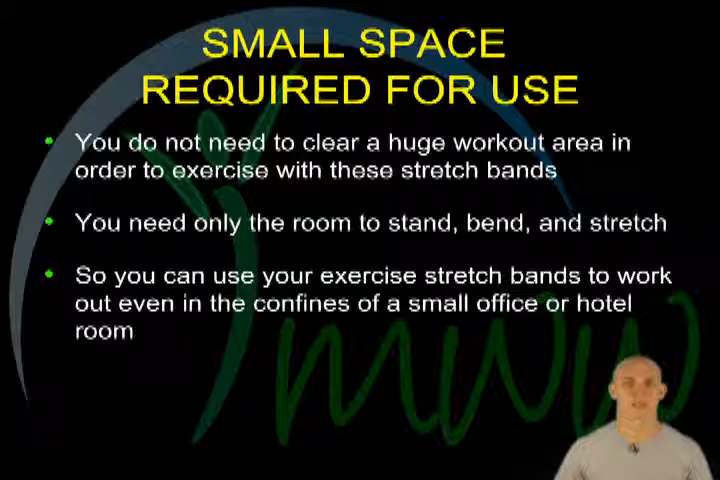 SMALL SPACE
REQUIRED FOR USE
• You do not need to clear a huge workout area in
order to exercise with these stretch bands
• You need only the room to stand, bend, and stretch
• So you can use your exercise stretch bands to work
out even in the confines of a small office or hotel
room
mww